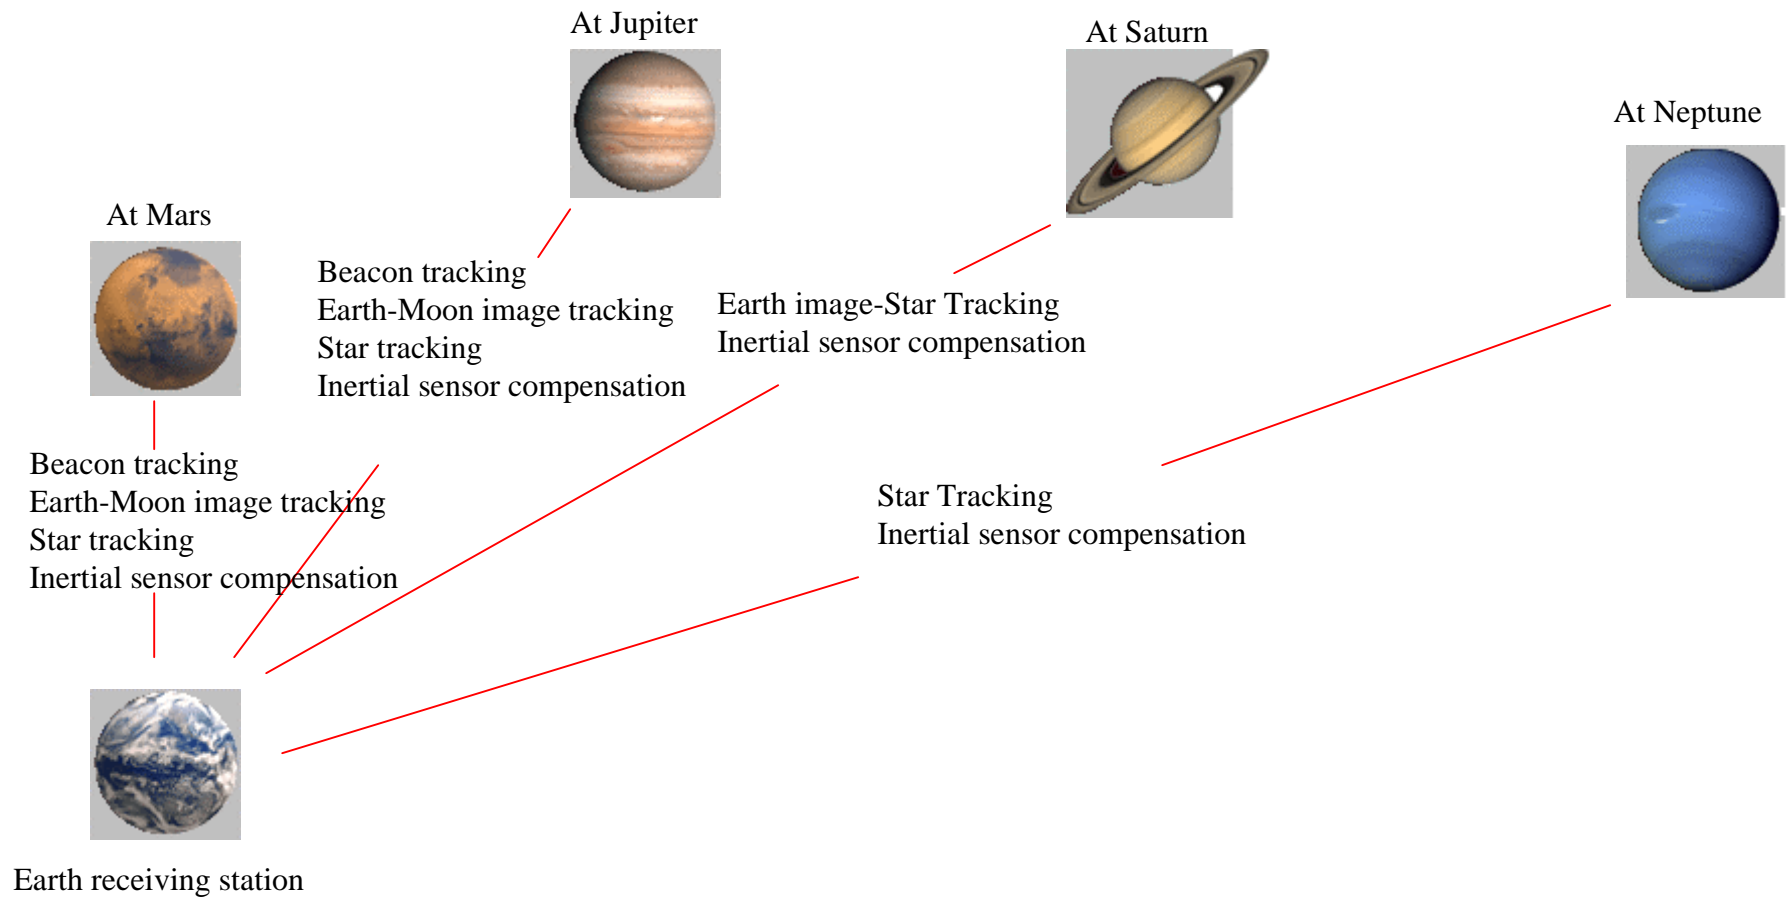 At Jupiter
At Saturn
At Neptune
At Mars
Beacon tracking
Earth-Moon image tracking
Star tracking
Inertial sensor compensation
Earth image-Star Tracking
Inertial sensor compensation
Beacon tracking
Earth-Moon image tracking
Star tracking
Inertial sensor compensation
Star Tracking
Inertial sensor compensation
Earth receiving station